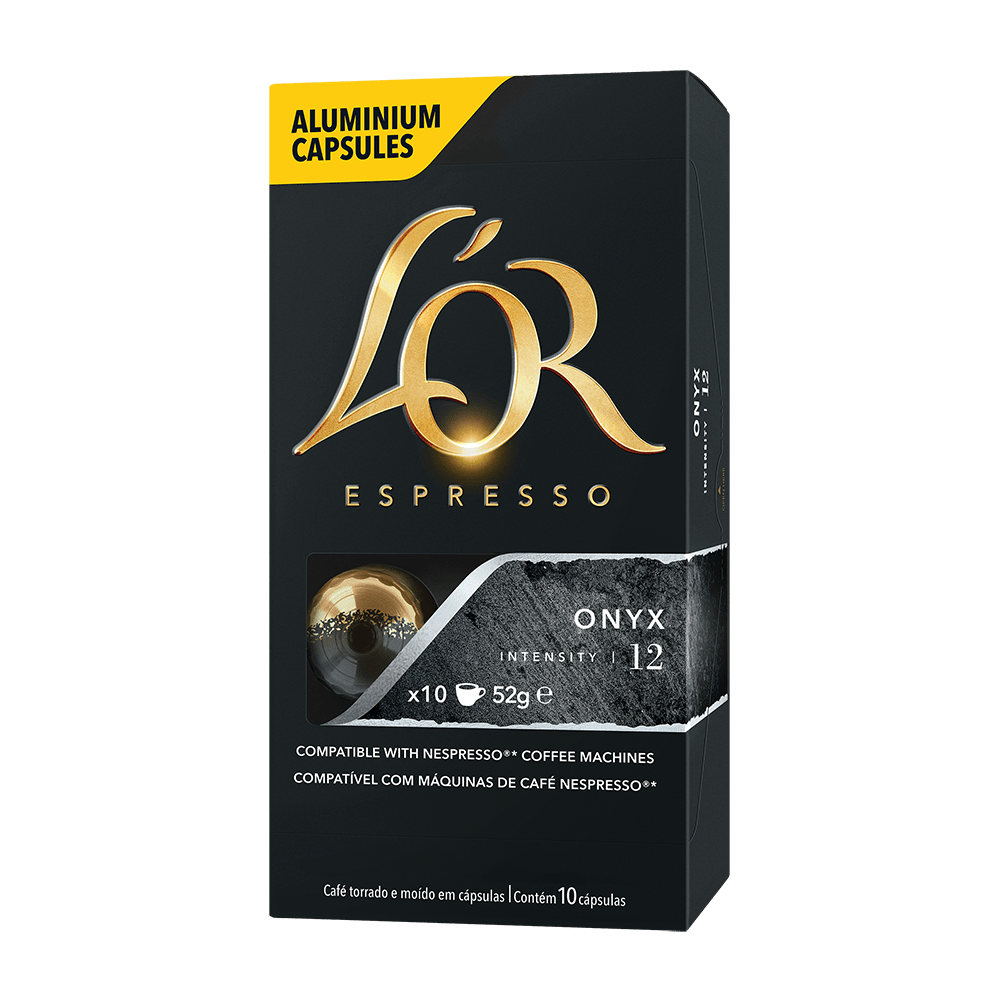 ALUMINIUM
CAPSULES
L'OR
ESPRESSO
ONYX
INTENSITY | 12
x10 52g ℮
COMPATIBLE WITH NESPRESSO®* COFFEE MACHINES
COMPATÍVEL COM MÁQUINAS DE CAFÉ NESPRESSO®*
Café torrado e moído em cápsulas | Contém 10 cápsulas
ONYX
INTENSITY | 12